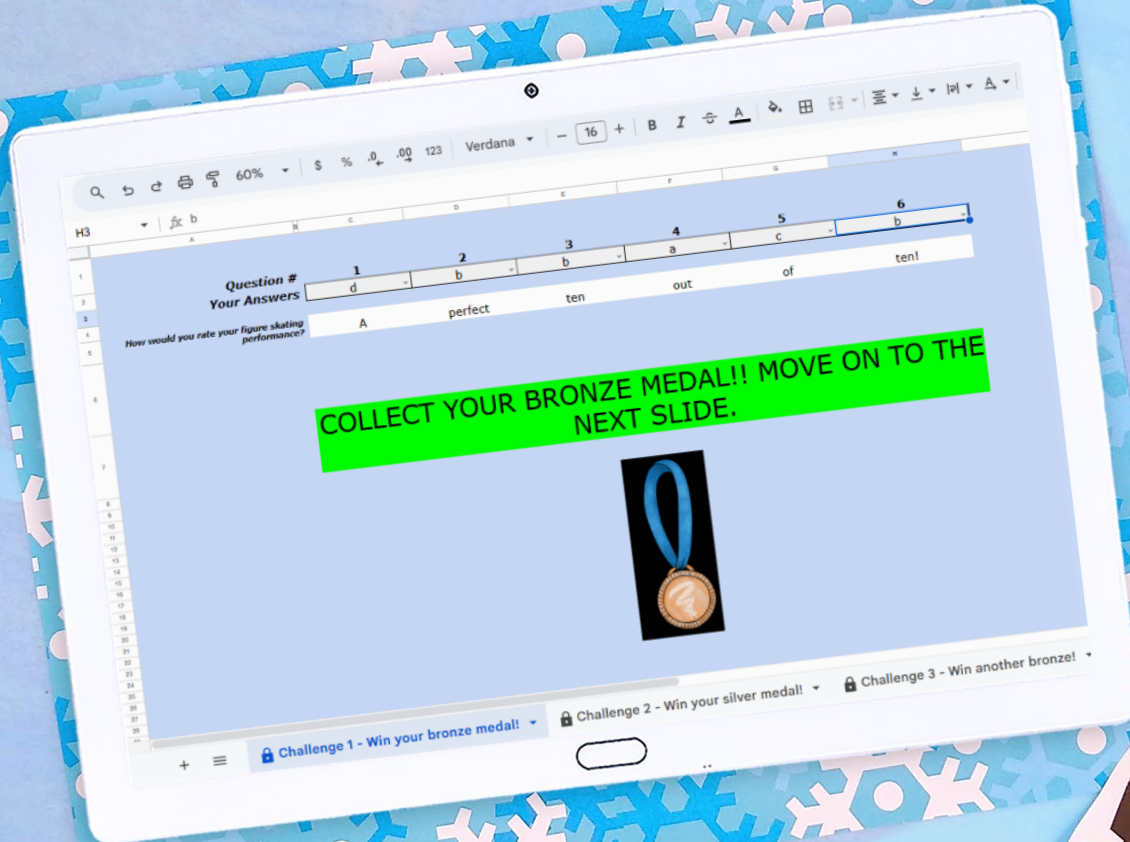 60% $ % .0 .00 123 Verdana − 16 + B I S A A
H3 fx b
A B C D E F G H
Question # 1 2 3 4 5 6
Your Answers d b b a c b
How would you rate your figure skating
performance?
A perfect ten out of ten!
COLLECT YOUR BRONZE MEDAL!! MOVE ON TO THE
NEXT SLIDE.
+ Challenge 1 - Win your bronze medal! Challenge 2 - Win your silver medal! Challenge 3 - Win another bronze!